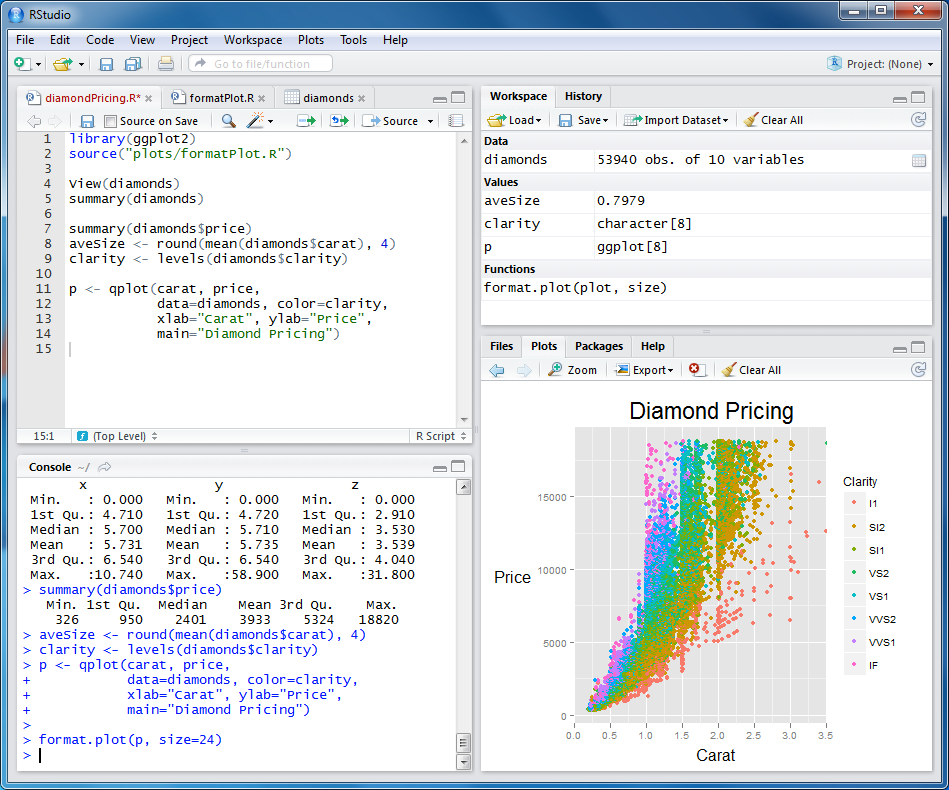 RStudio
File Edit Code View Project Workspace Plots Tools Help
Go to file/function
Project: (None)
diamondPricing.R* formatPlot.R diamonds
Source on Save Source
1 library(ggplot2)
2 source("plots/formatPlot.R")
3
4 View(diamonds)
5 summary(diamonds)
6
7 summary(diamonds$price)
8 aveSize <- round(mean(diamonds$carat), 4)
9 clarity <- levels(diamonds$clarity)
10
11 p <- qplot(carat, price,
12 data=diamonds, color=clarity,
13 xlab="Carat", ylab="Price",
14 main="Diamond Pricing")
15
15:1 (Top Level) R Script
Console ~/
x y z
Min. : 0.000 Min. : 0.000 Min. : 0.000
1st Qu.: 4.710 1st Qu.: 4.720 1st Qu.: 2.910
Median : 5.700 Median : 5.710 Median : 3.530
Mean : 5.731 Mean : 5.735 Mean : 3.539
3rd Qu.: 6.540 3rd Qu.: 6.540 3rd Qu.: 4.040
Max. :10.740 Max. :58.900 Max. :31.800
> summary(diamonds$price)
Min. 1st Qu. Median Mean 3rd Qu. Max.
326 950 2401 3933 5324 18820
> aveSize <- round(mean(diamonds$carat), 4)
> clarity <- levels(diamonds$clarity)
> p <- qplot(carat, price,
+ data=diamonds, color=clarity,
+ xlab="Carat", ylab="Price",
+ main="Diamond Pricing")
>
> format.plot(p, size=24)
>
Workspace History
Load Save Import Dataset Clear All
Data
diamonds 53940 obs. of 10 variables
Values
aveSize 0.7979
clarity character[8]
p ggplot[8]
Functions
format.plot(plot, size)
Files Plots Packages Help
Zoom Export Clear All
Diamond Pricing
Price
15000
10000
5000
0
0.0 0.5 1.0 1.5 2.0 2.5 3.0 3.5
Carat
Clarity
I1
SI2
SI1
VS2
VS1
VVS2
VVS1
IF